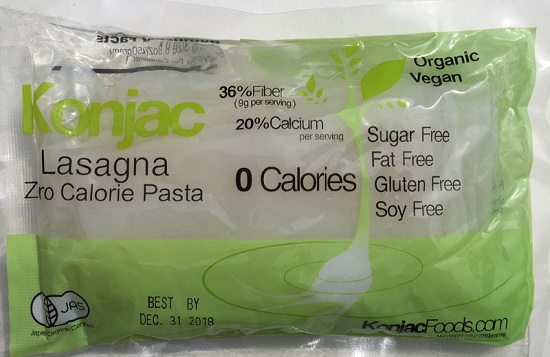 Organic
Vegan
36%Fiber
(9g per serving)
20%Calcium
per serving
Konjac
Lasagna
Zro Calorie Pasta
0 Calories
Sugar Free
Fat Free
Gluten Free
Soy Free
JAS
BEST BY
DEC. 31 2018
KonjacFoods.com